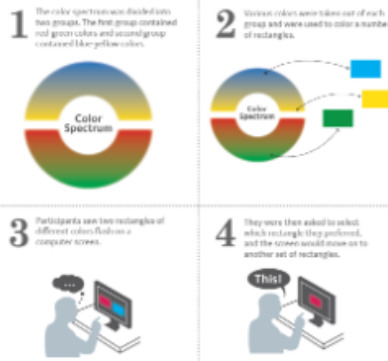 1
The color spectrum was divided into
two groups. The first group contained
red-green colors and second group
contained blue-yellow colors.
Color
Spectrum
2
Various colors were taken out of each
group and were used to color a number
of rectangles.
Color
Spectrum
3
Participants saw two rectangles of
different colors flash on a
computer screen.
...
4
They were then asked to select
which rectangle they preferred,
and the screen would move on to
another set of rectangles.
This!